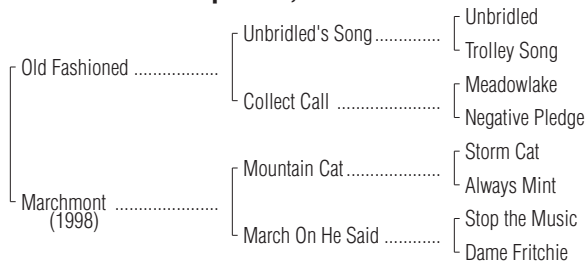 Unbridled
Unbridled's Song..............
Trolley Song
Old Fashioned ..................
Meadowlake
Collect Call ......................
Negative Pledge
Storm Cat
Mountain Cat....................
Always Mint
Marchmont ......................
(1998)
Stop the Music
March On He Said ............
Dame Fritchie